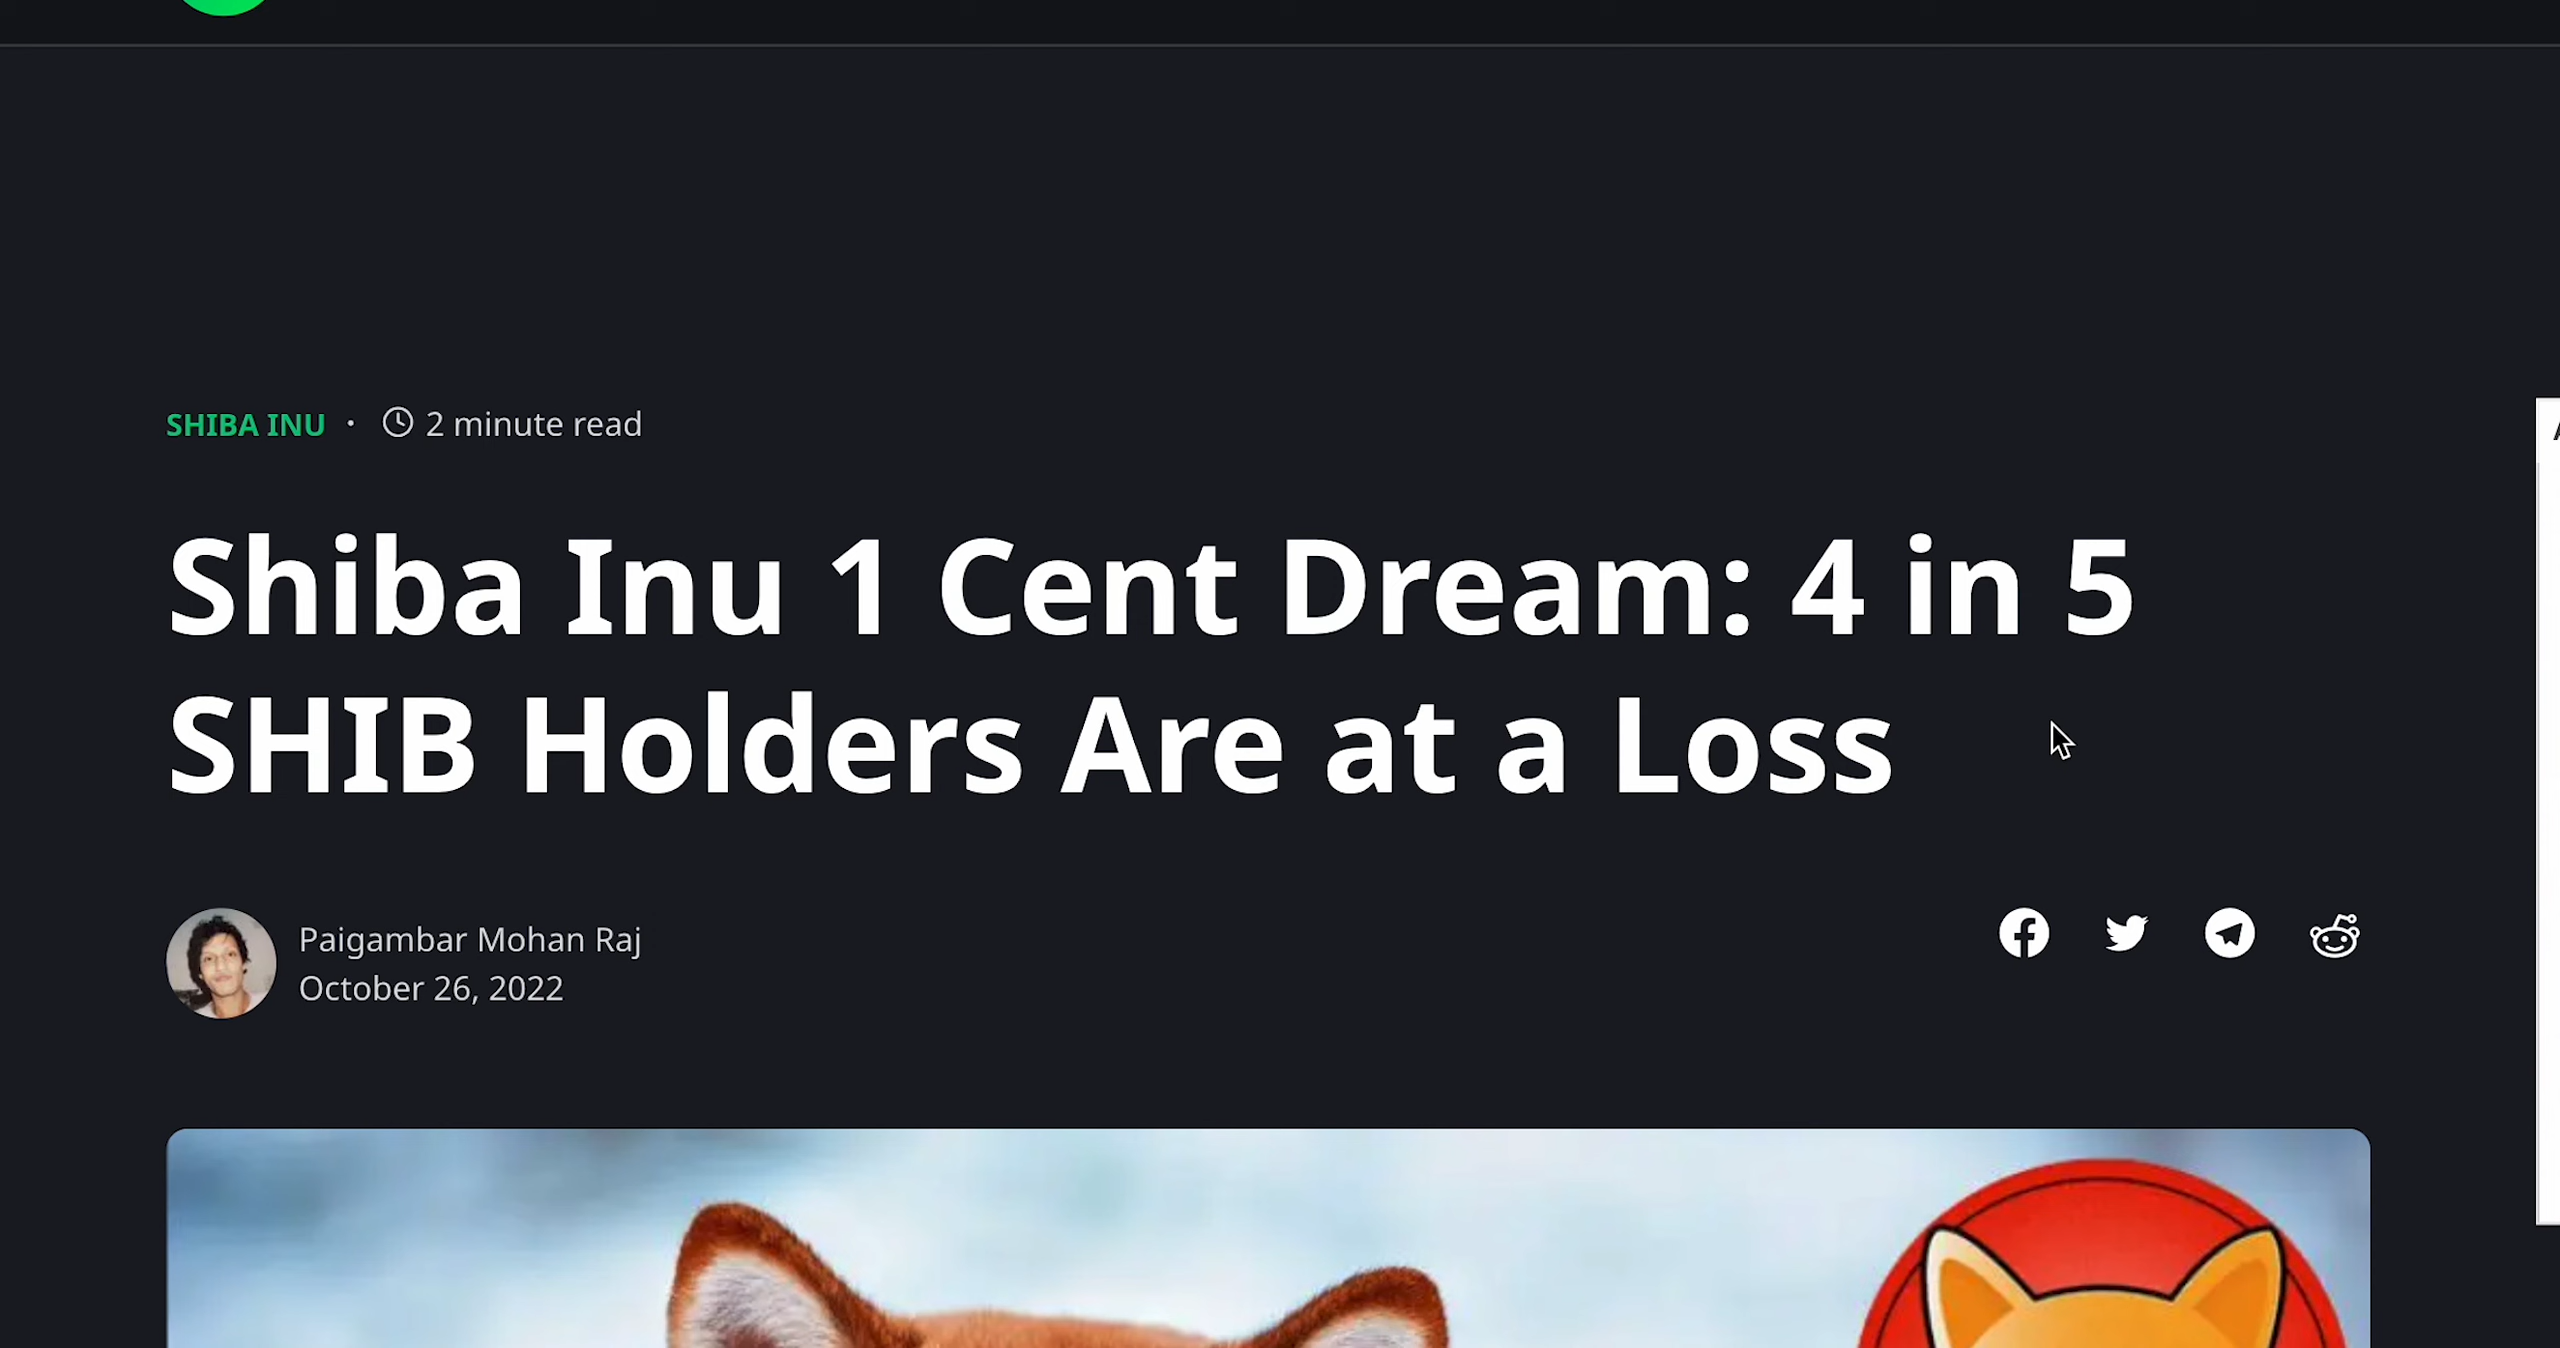 SHIBA INU · 2 minute read
Shiba Inu 1 Cent Dream: 4 in 5
SHIB Holders Are at a Loss
Paigambar Mohan Raj
October 26, 2022